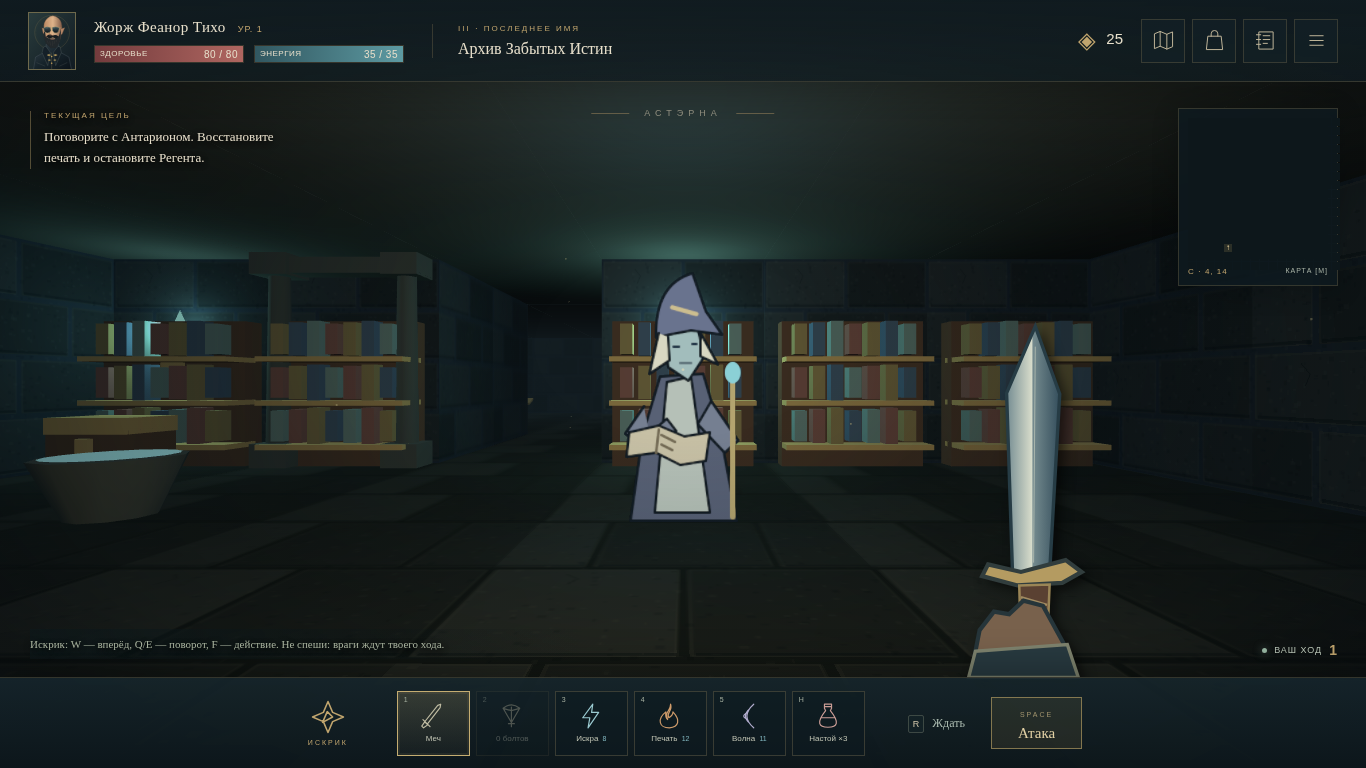 Жорж Феанор Тихо УР. 1
ЗДОРОВЬЕ 80 / 80
ЭНЕРГИЯ 35 / 35
III · ПОСЛЕДНЕЕ ИМЯ
Архив Забытых Истин
25
ТЕКУЩАЯ ЦЕЛЬ
Поговорите с Антарионом. Восстановите
печать и остановите Регента.
АСТЭРНА
С · 4, 14 КАРТА [M]
Искрик: W — вперёд, Q/E — поворот, F — действие. Не спеши: враги ждут твоего хода.
ВАШ ХОД 1
ИСКРИК
1 Меч
2 0 болтов
3 Искра 8
4 Печать 12
5 Волна 11
H Настой ×3
R Ждать
SPACE
Атака